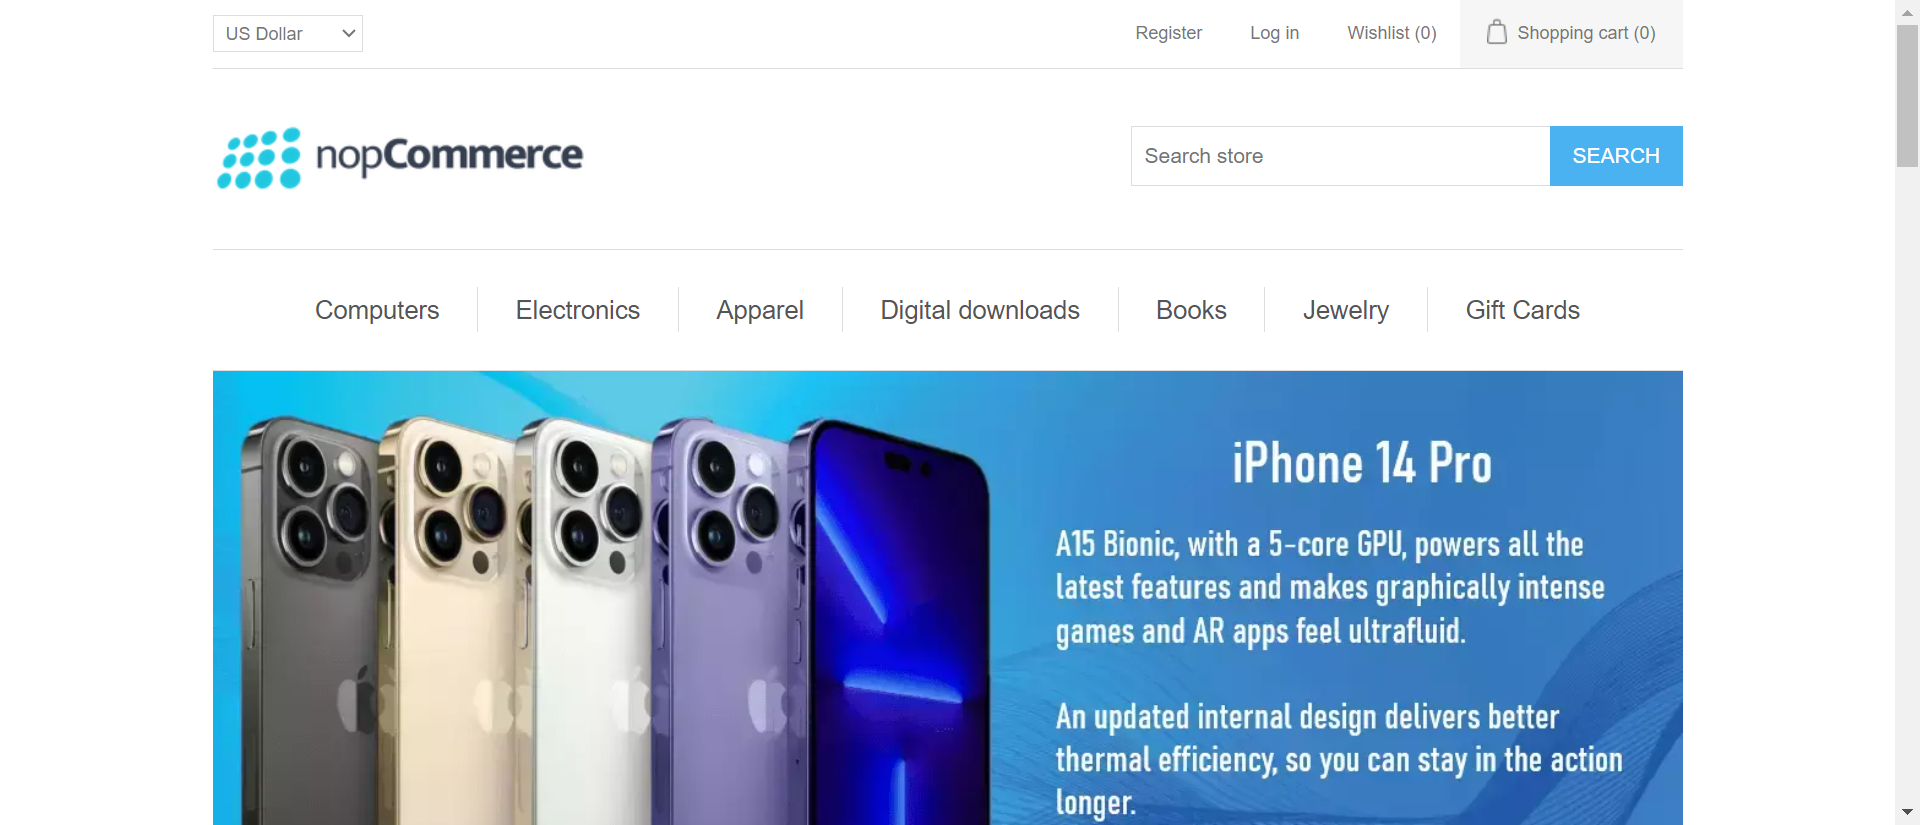 US Dollar
Register
Log in
Wishlist (0)
Shopping cart (0)
nopCommerce
Search store
SEARCH
Computers
Electronics
Apparel
Digital downloads
Books
Jewelry
Gift Cards
iPhone 14 Pro
A15 Bionic, with a 5-core GPU, powers all the
latest features and makes graphically intense
games and AR apps feel ultrafluid.
An updated internal design delivers better
thermal efficiency, so you can stay in the action
longer.